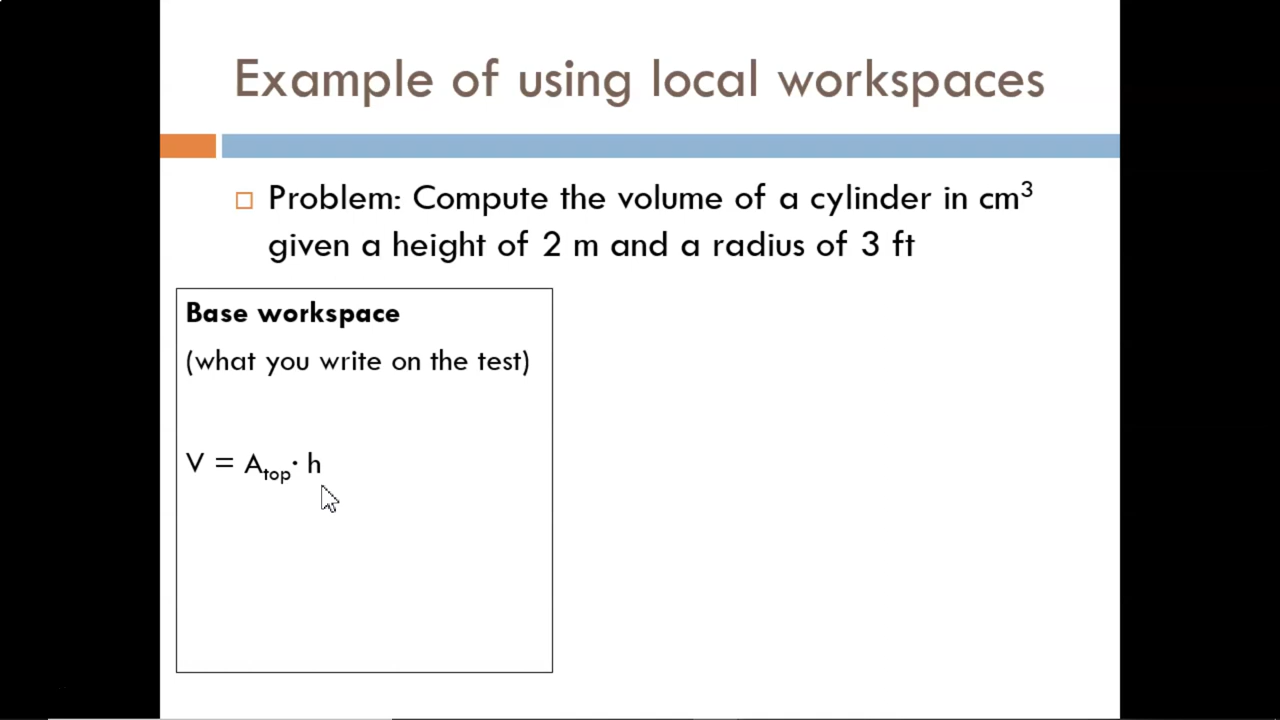 Example of using local workspaces
Problem: Compute the volume of a cylinder in cm³
given a height of 2 m and a radius of 3 ft
Base workspace
(what you write on the test)
V = A_top · h